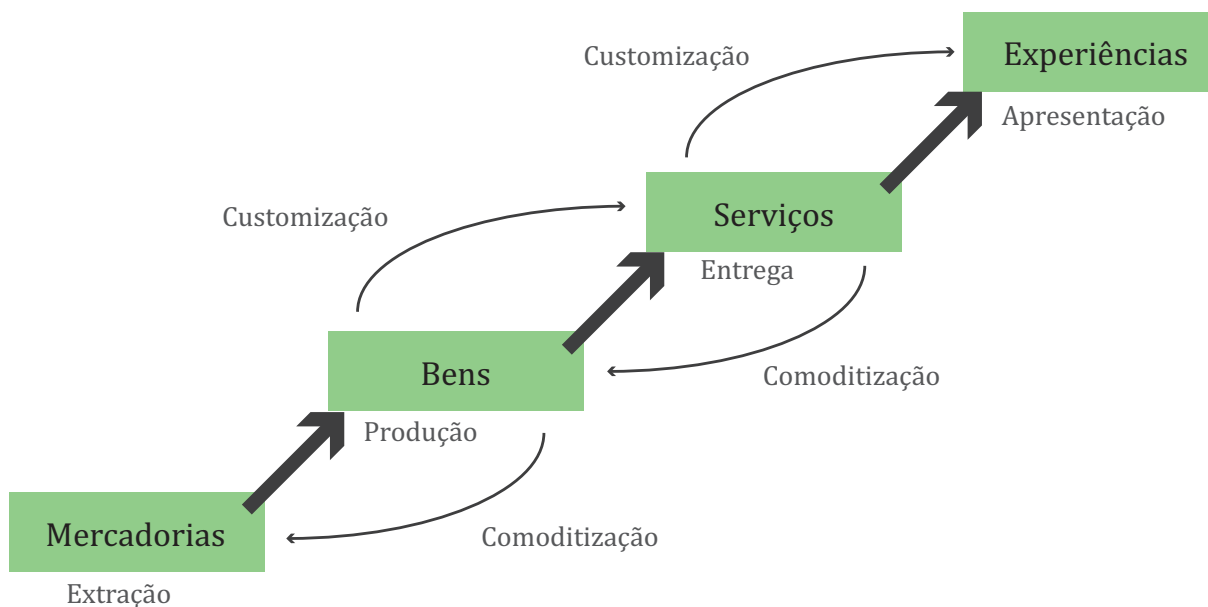 Experiências
Customização
Apresentação
Serviços
Customização
Entrega
Bens
Comoditização
Produção
Mercadorias
Comoditização
Extração